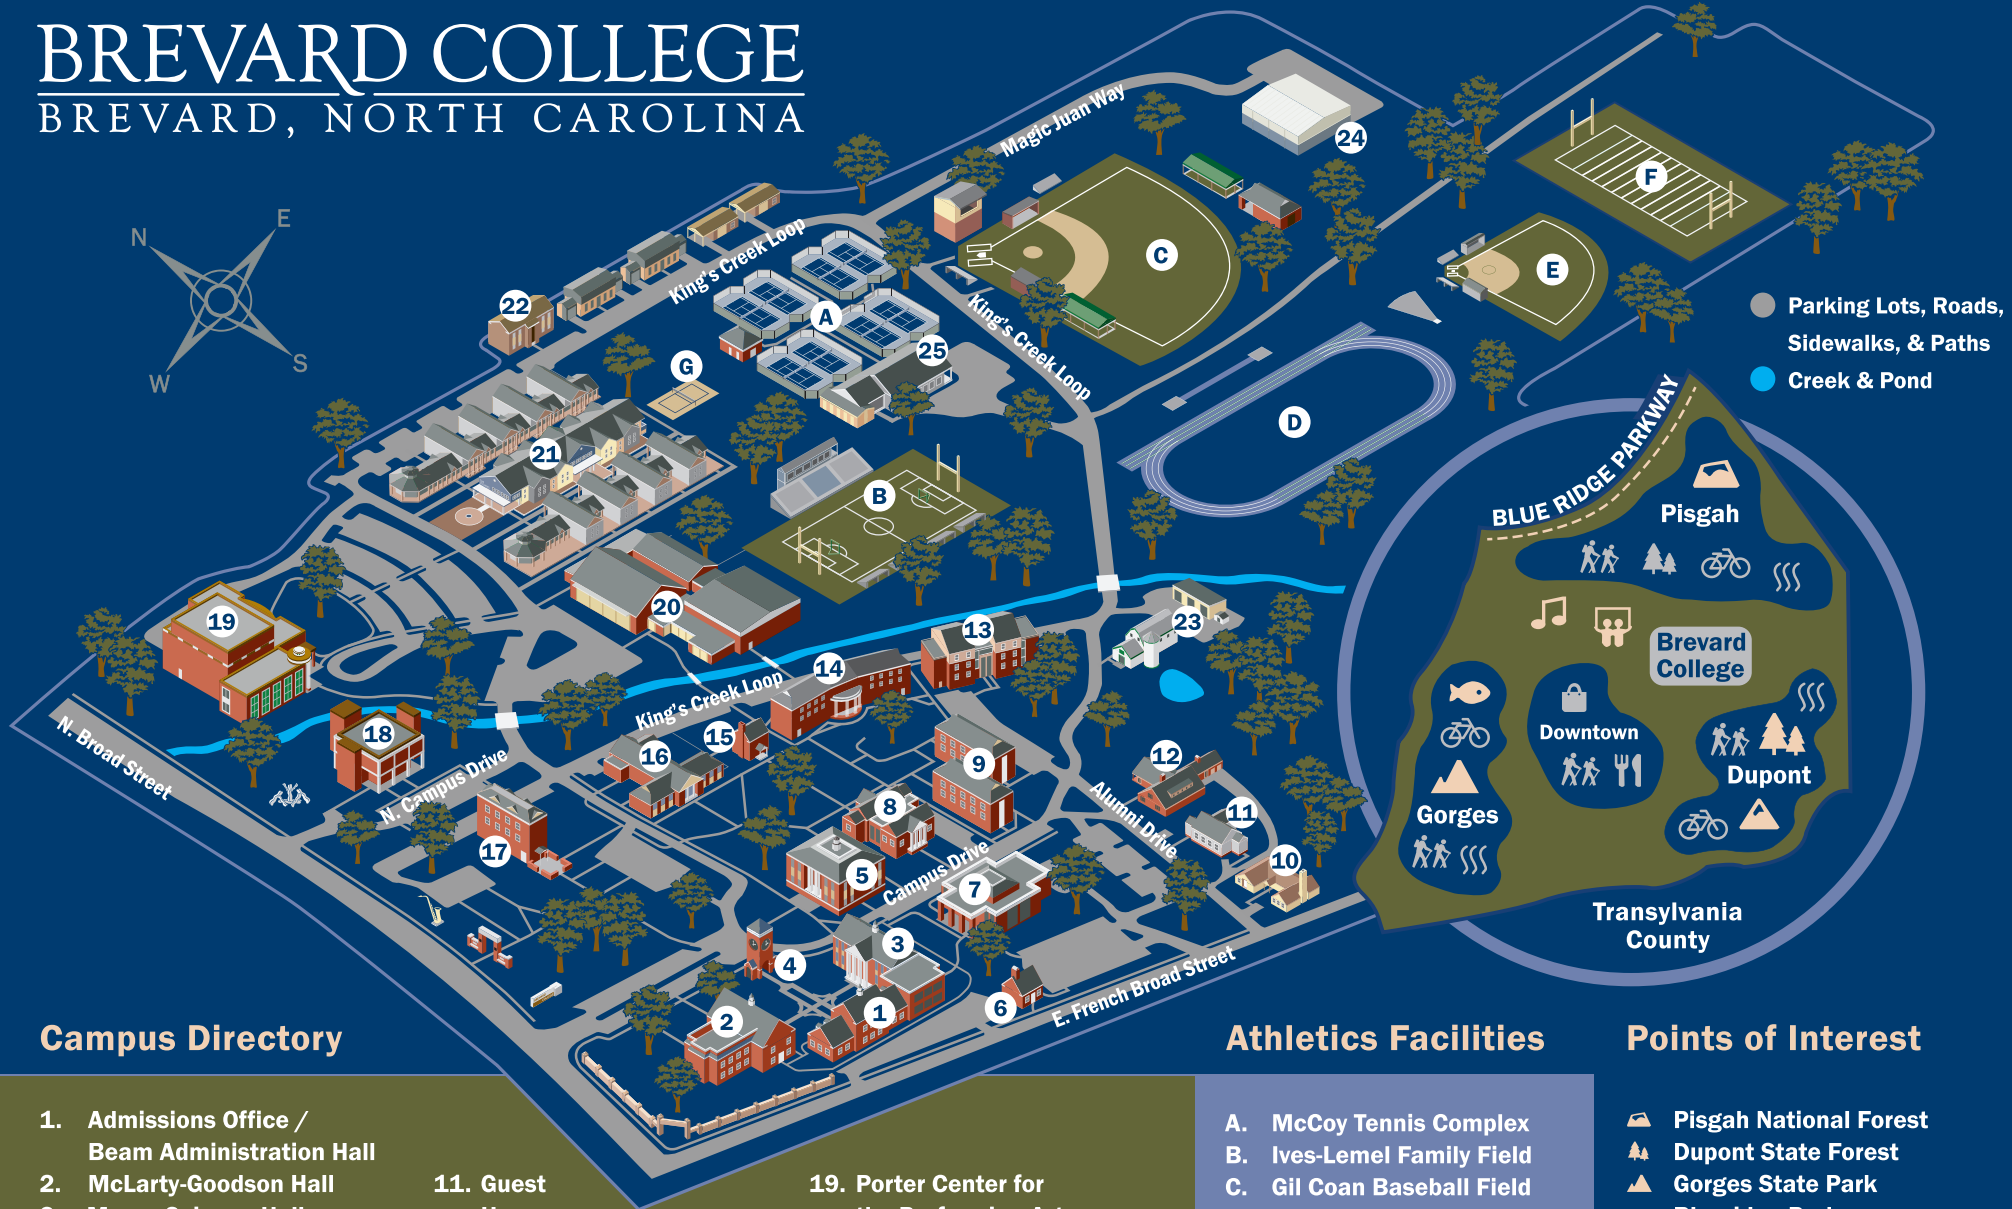 BREVARD COLLEGE
BREVARD, NORTH CAROLINA
N
E
W
S
Magic Juan Way
24
F
King's Creek Loop
C
E
22
A
King's Creek Loop
Parking Lots, Roads,
Sidewalks, & Paths
Creek & Pond
G
25
D
21
B
BLUE RIDGE PARKWAY
Pisgah
19
20
13
23
Brevard
College
14
King's Creek Loop
18
15
16
9
12
Downtown
Dupont
N. Broad Street
N. Campus Drive
Alumni Drive
11
8
Gorges
17
5
Campus Drive
7
10
Transylvania
County
3
4
6
E. French Broad Street
2
1
Campus Directory
1. Admissions Office /
Beam Administration Hall
2. McLarty-Goodson Hall
11. Guest
19. Porter Center for
Athletics Facilities
A. McCoy Tennis Complex
B. Ives-Lemel Family Field
C. Gil Coan Baseball Field
Points of Interest
Pisgah National Forest
Dupont State Forest
Gorges State Park